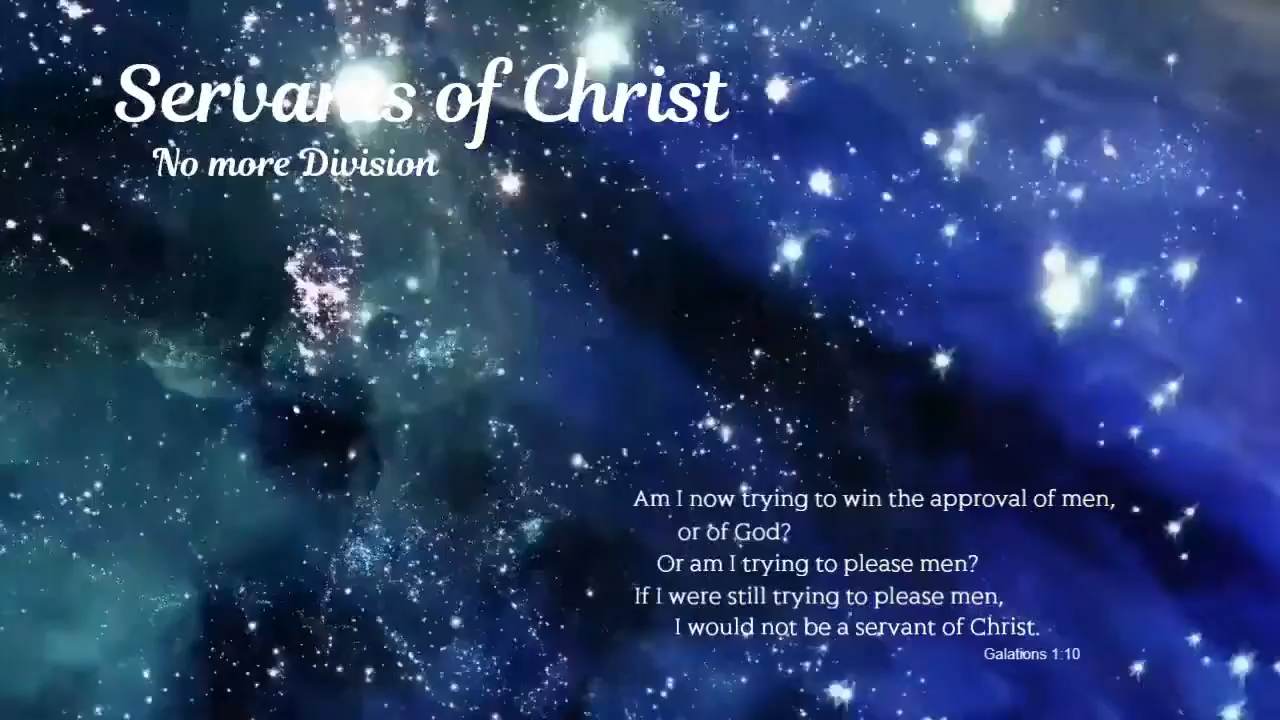 Servants of Christ
No more Division
Am I now trying to win the approval of men,
or of God?
Or am I trying to please men?
If I were still trying to please men,
I would not be a servant of Christ.
Galations 1:10